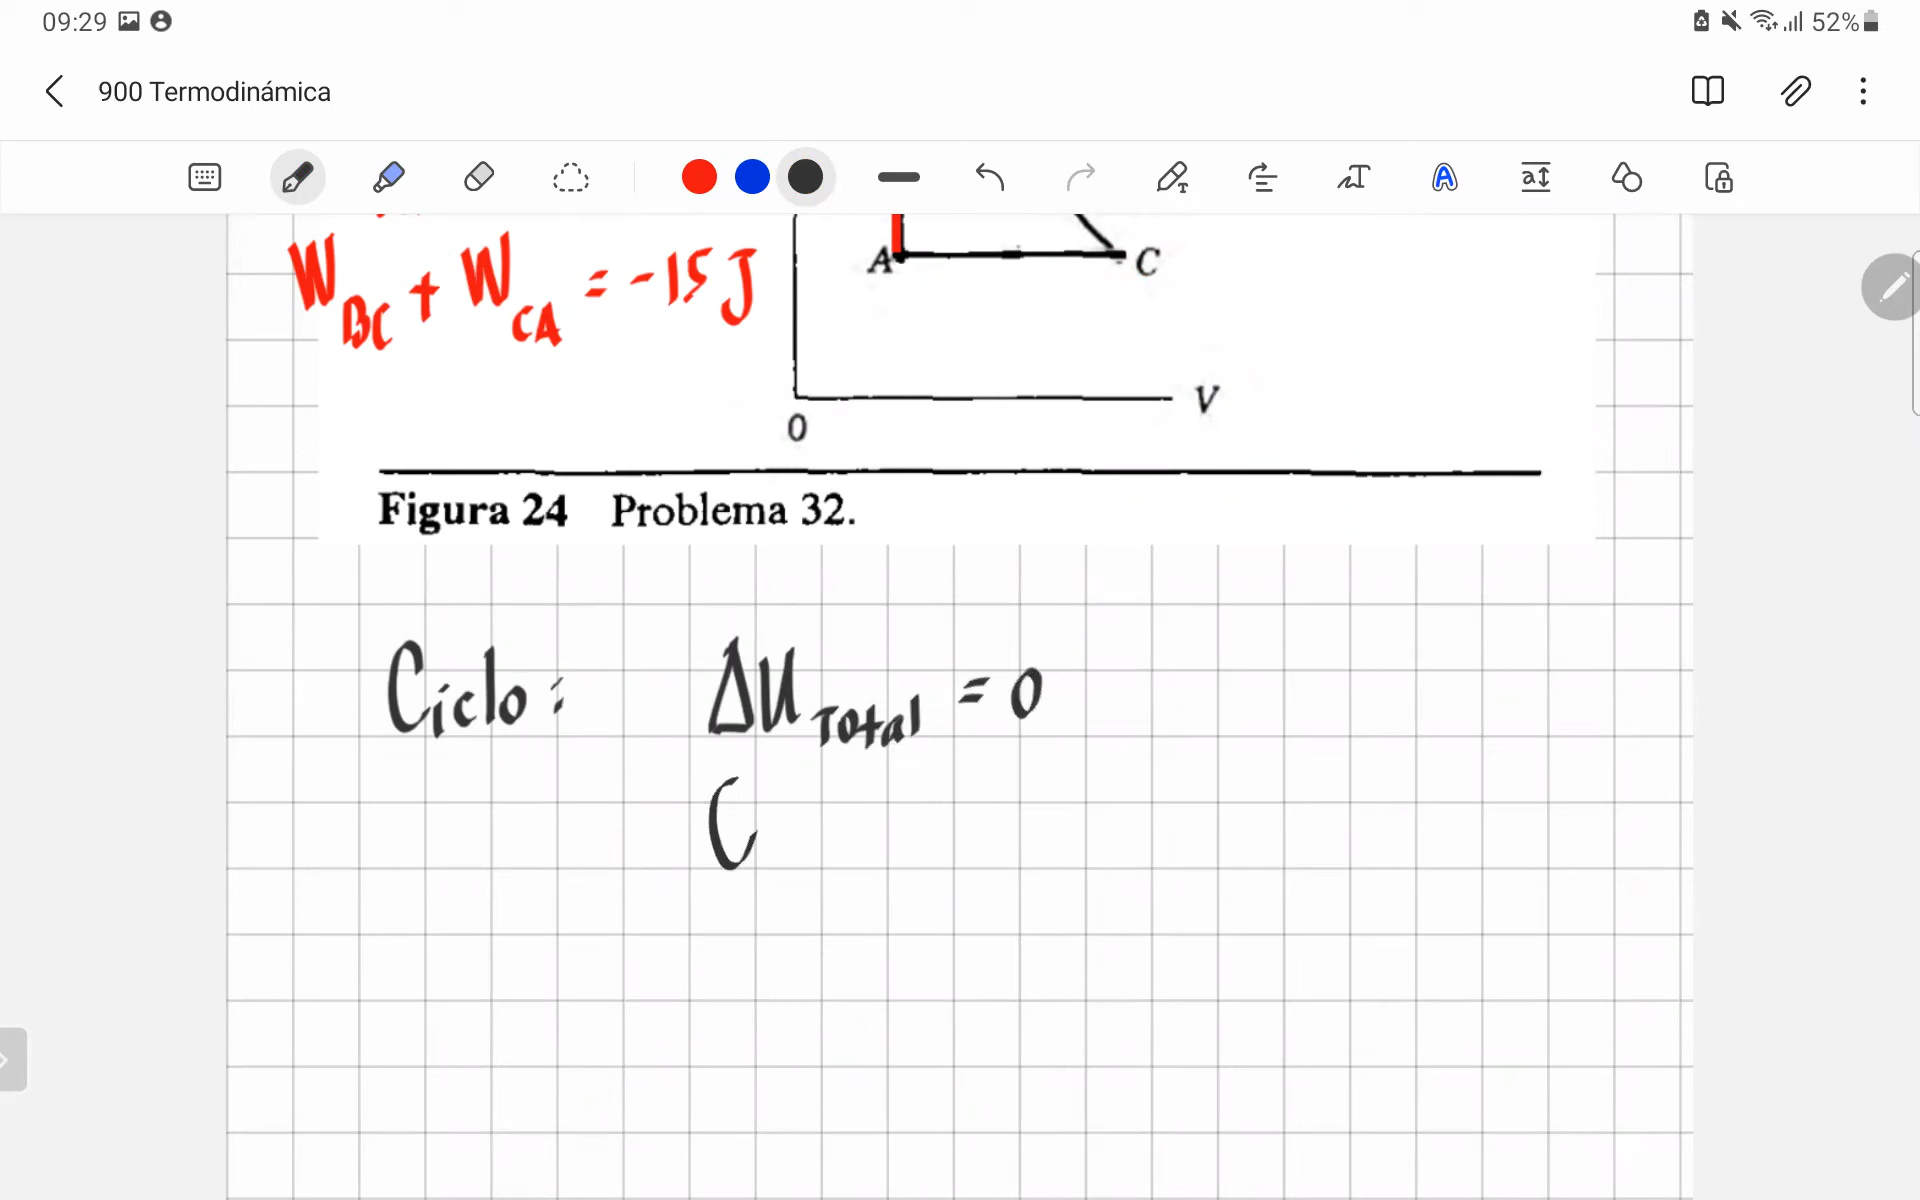 09:29
52%
900 Termodinámica
W_BC + W_CA = -15 J
A
C
V
0
Figura 24 Problema 32.
Ciclo: ΔU_Total = 0
C